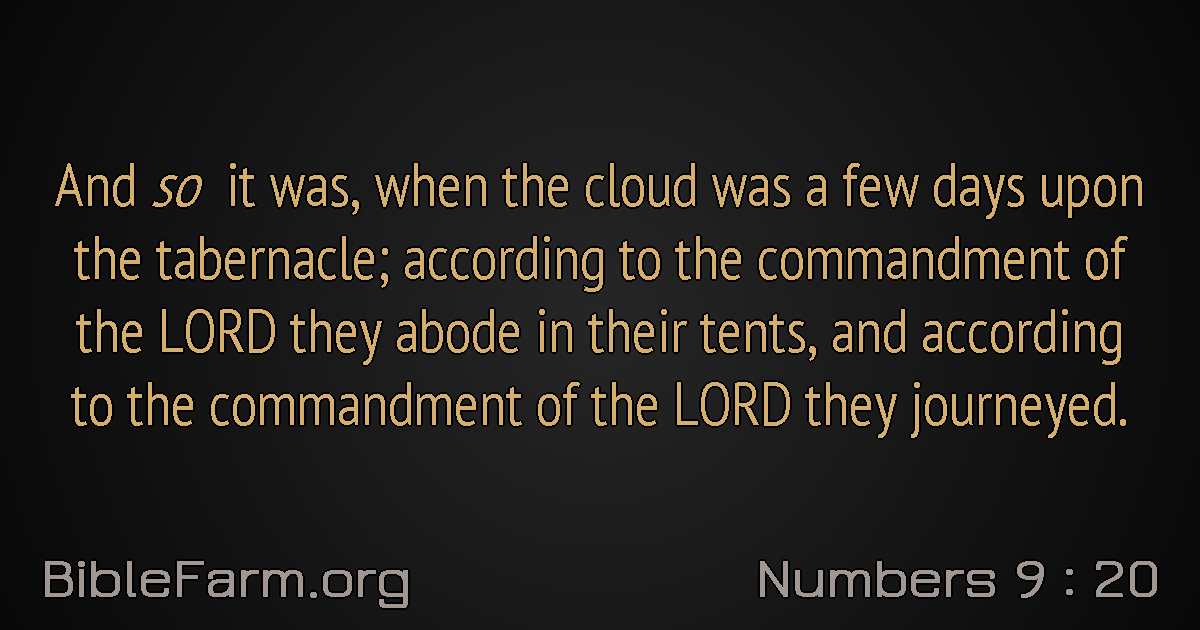 And so it was, when the cloud was a few days upon
the tabernacle; according to the commandment of
the LORD they abode in their tents, and according
to the commandment of the LORD they journeyed.
BibleFarm.org
Numbers 9 : 20